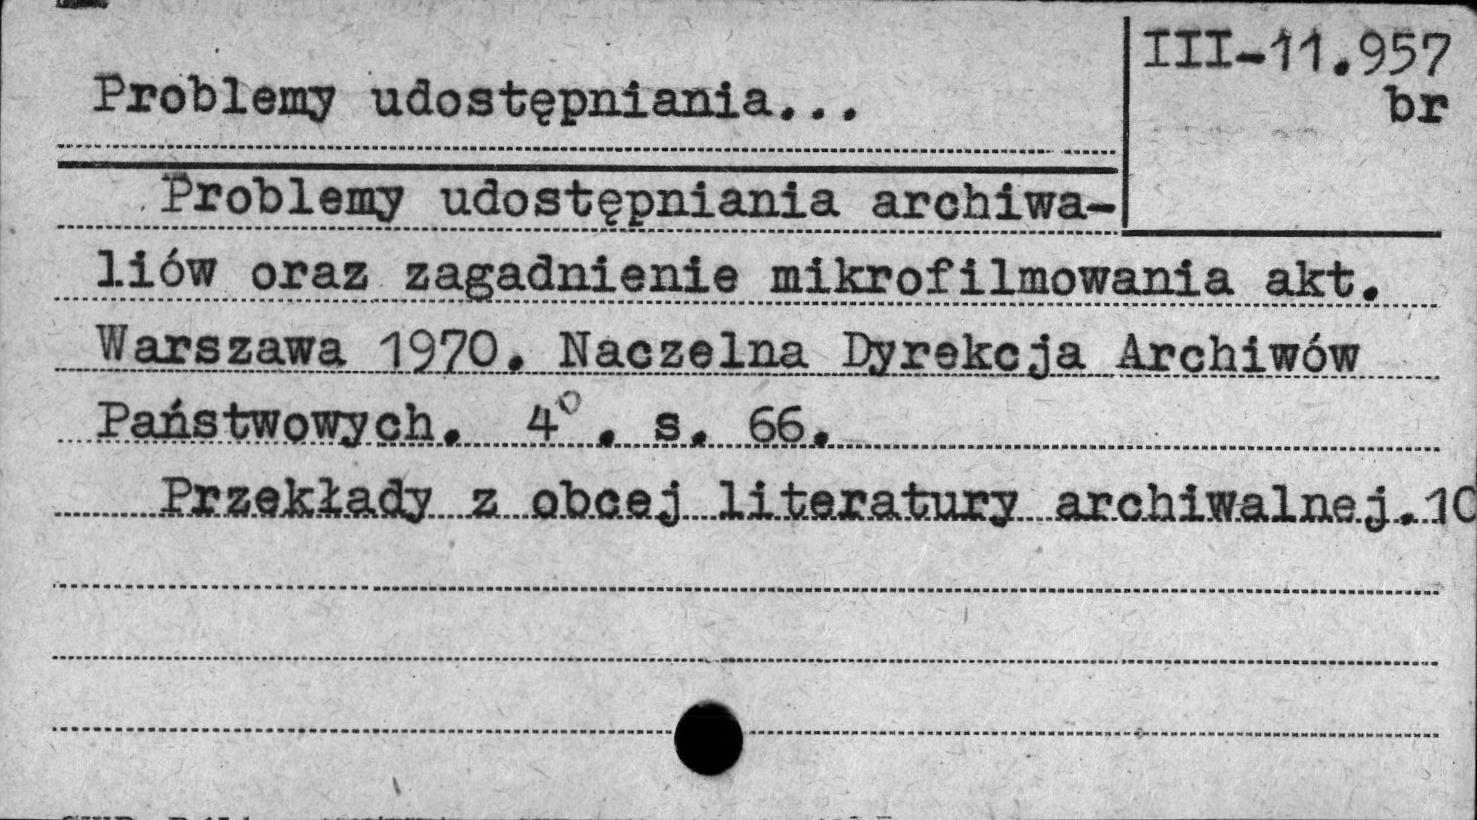 III-11.957
br
Problemy udostępniania...
Problemy udostępniania archiwa-
liów oraz zagadnienie mikrofilmowania akt.
Warszawa 1970. Naczelna Dyrekcja Archiwów
Państwowych. 4°. s. 66.
Przekłady z obcej literatury archiwalnej.10